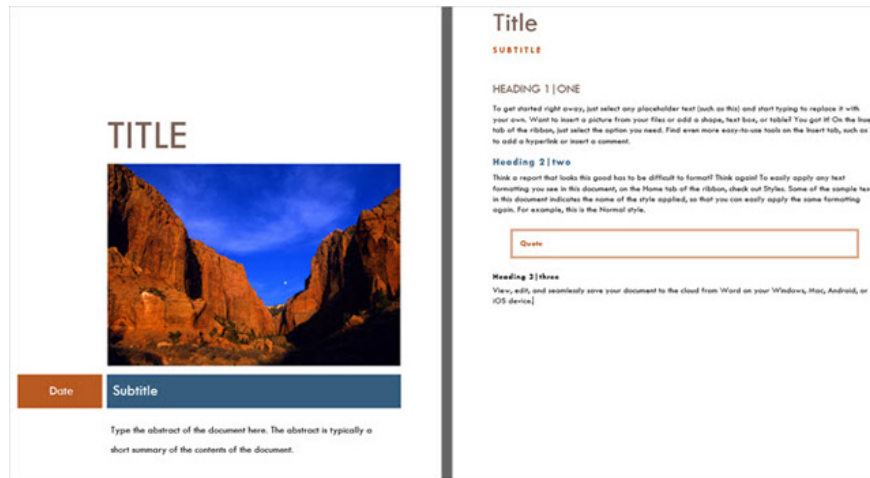 TITLE
Date
Subtitle
Type the abstract of the document here. The abstract is typically a
short summary of the contents of the document.
Title
SUBTITLE
HEADING 1|ONE
To get started right away, just select any placeholder text (such as this) and start typing to replace it with
your own. Want to insert a picture from your files or add a shape, text box, or table? You got it! On the Inse
tab of the ribbon, just select the option you need. Find even more easy-to-use tools on the Insert tab, such as
to add a hyperlink or insert a comment.
Heading 2|two
Think a report that looks this good has to be difficult to format? Think again! To easily apply any text
formatting you see in this document, on the Home tab of the ribbon, check out Styles. Some of the sample tex
in this document indicates the name of the style applied, so that you can easily apply the same formatting
again. For example, this is the Normal style.
Quote
Heading 3|three
View, edit, and seamlessly save your document to the cloud from Word on your Windows, Mac, Android, or
iOS device.